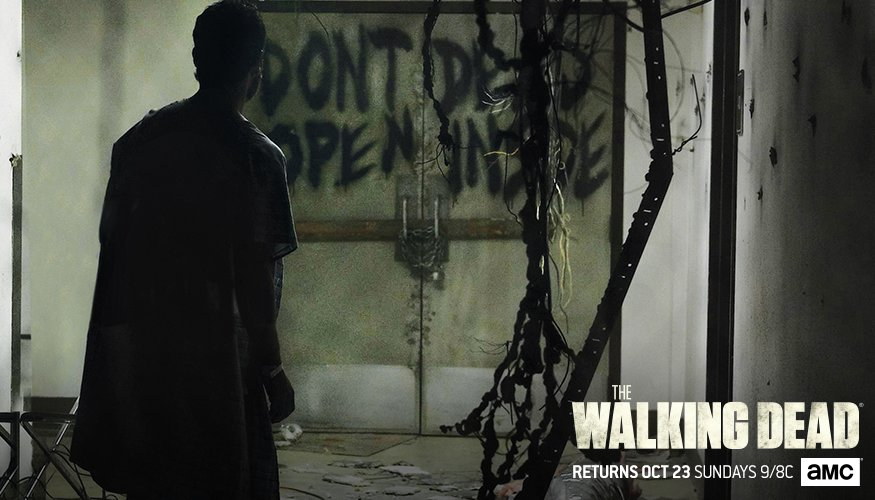 DONT DEAD
OPEN INSIDE
THE
WALKING DEAD®
RETURNS OCT 23 SUNDAYS 9/8C amc